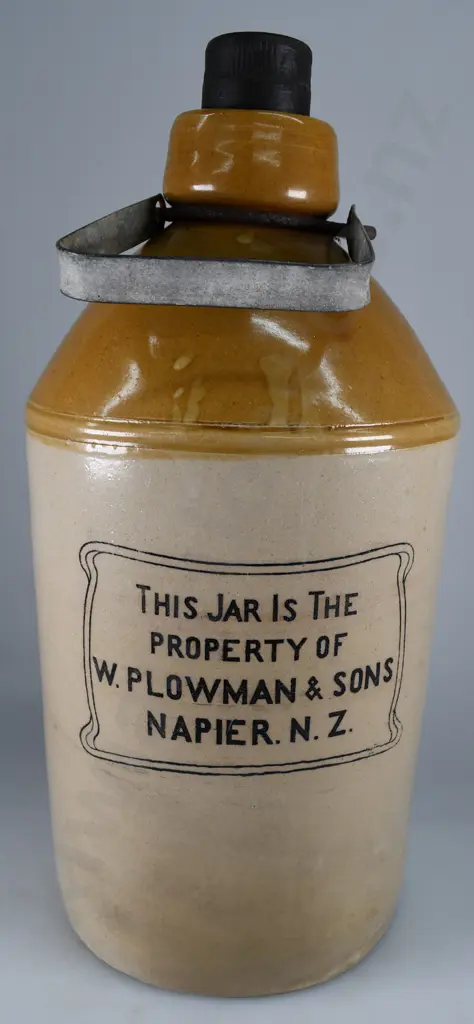 THIS JAR IS THE
PROPERTY OF
W. PLOWMAN & SONS
NAPIER. N. Z.